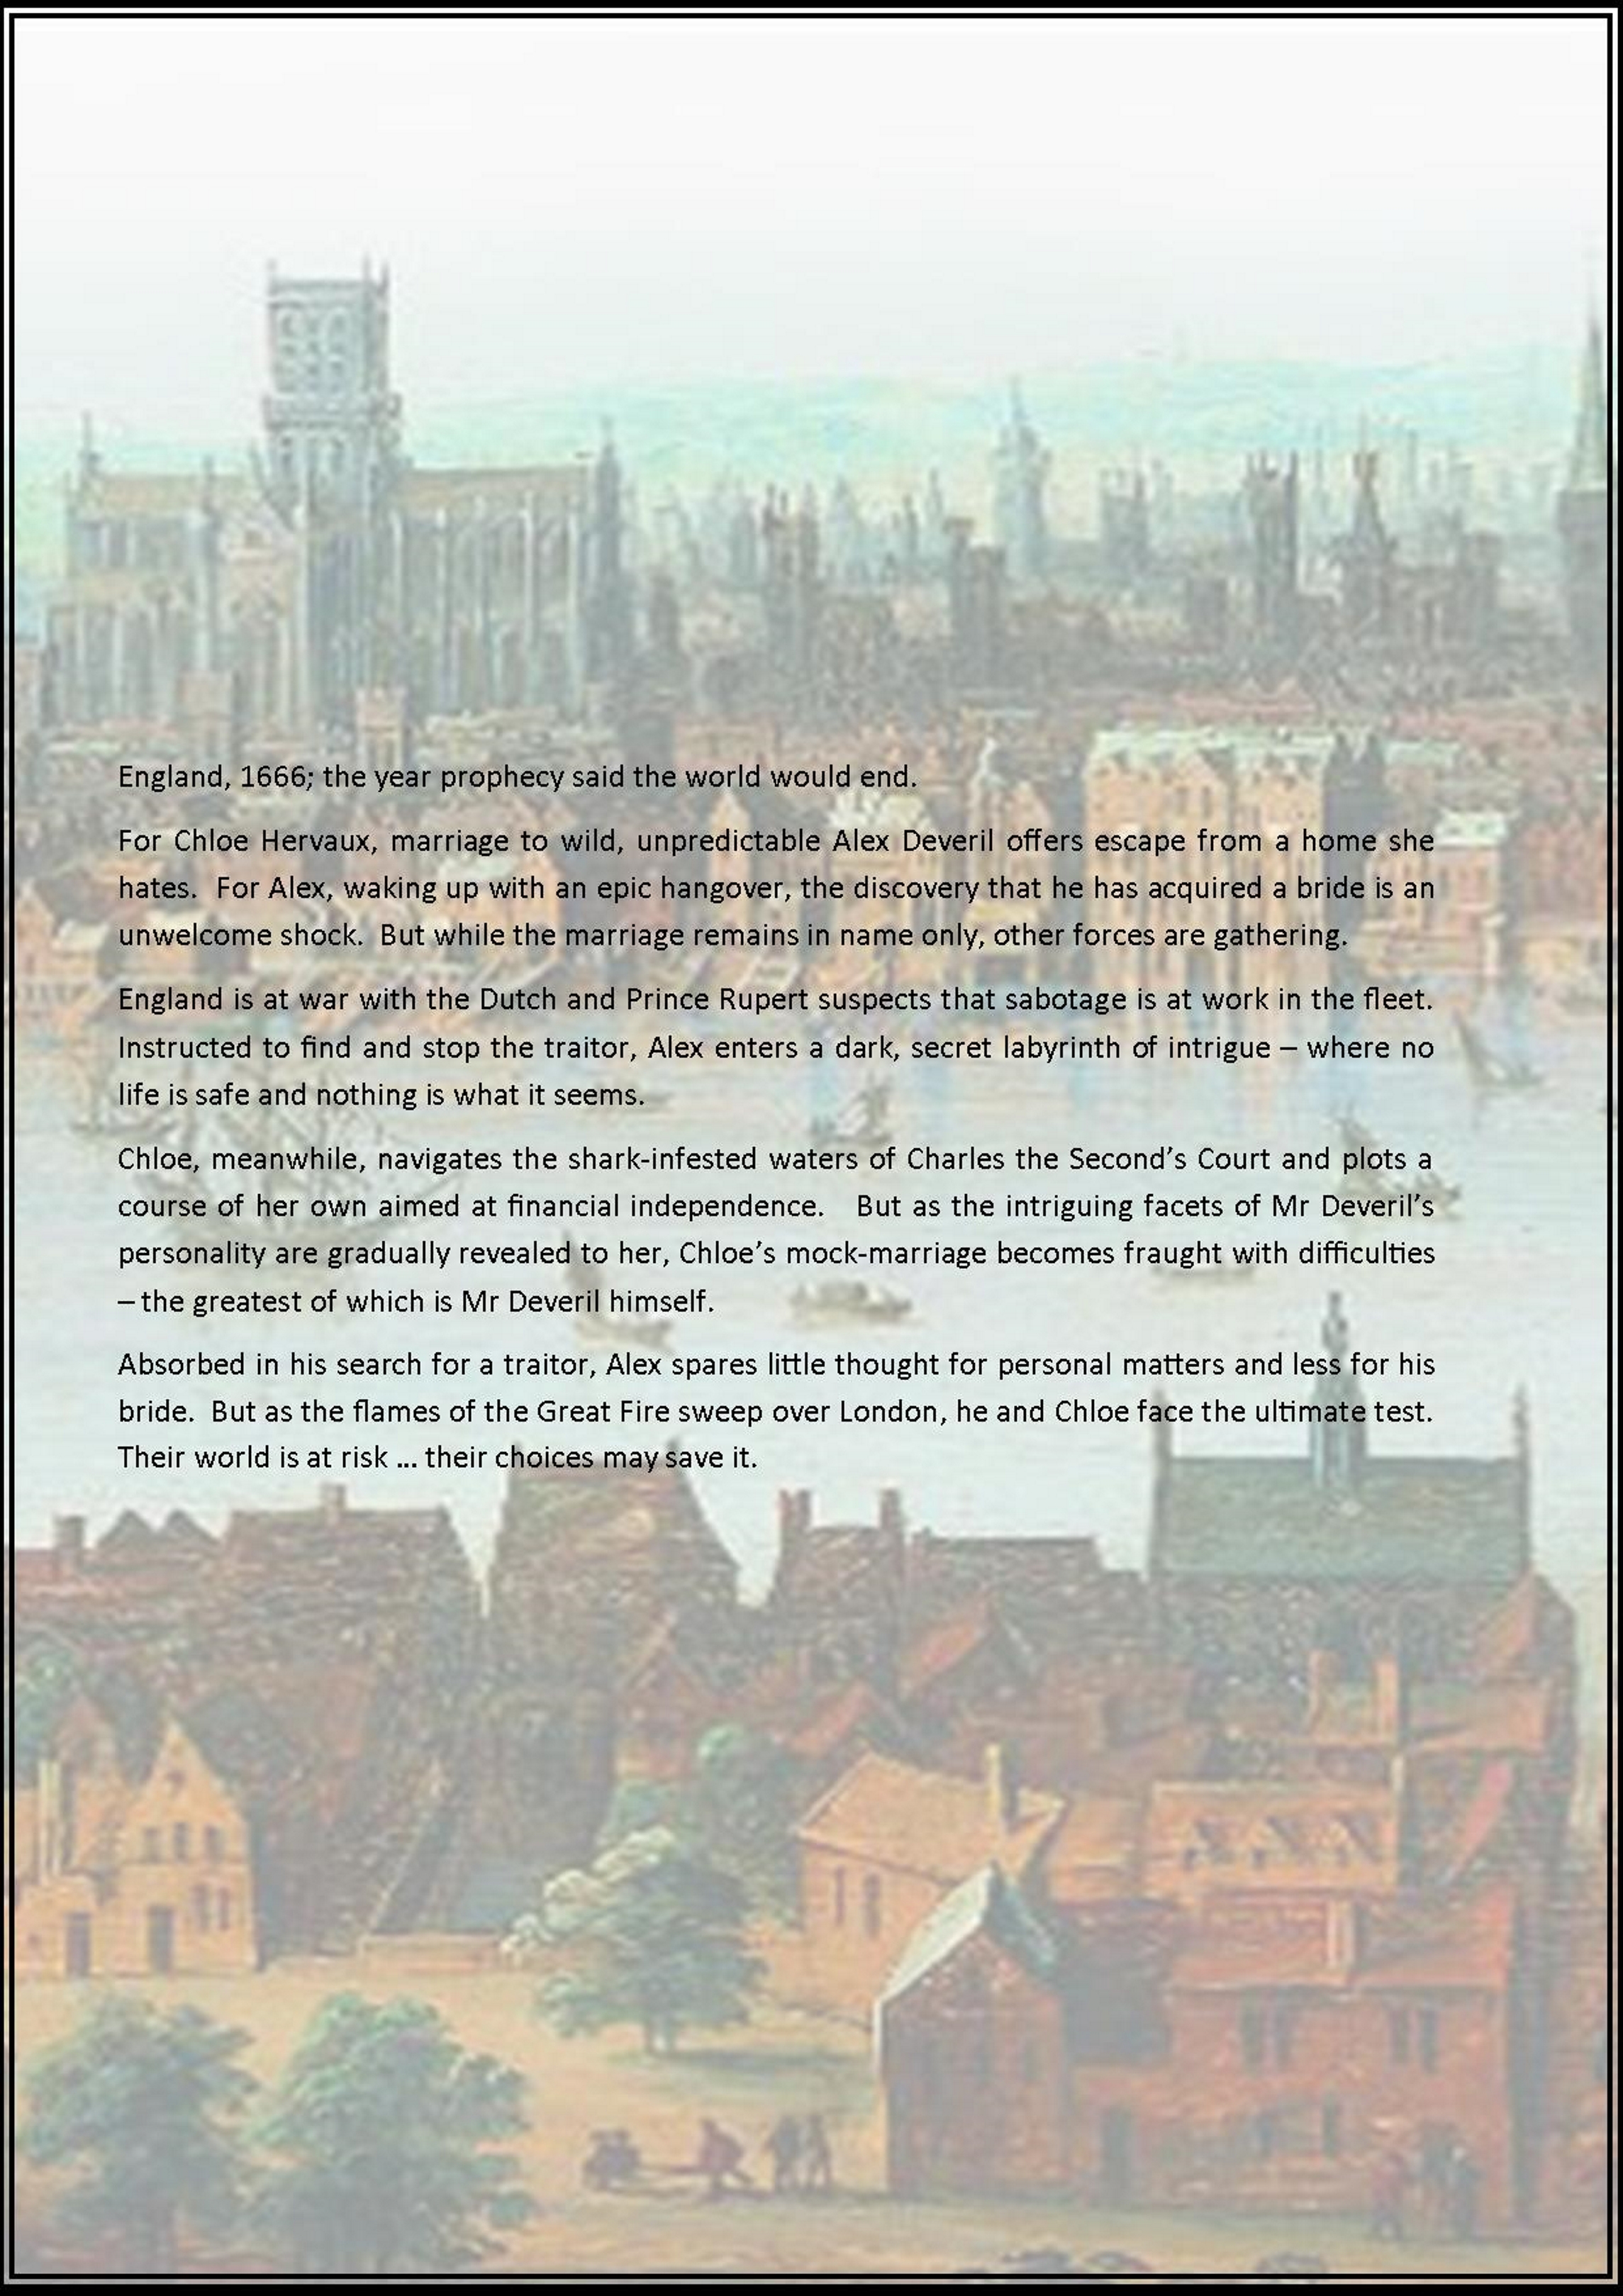 England, 1666; the year prophecy said the world would end.
For Chloe Hervaux, marriage to wild, unpredictable Alex Deveril offers escape from a home she
hates.  For Alex, waking up with an epic hangover, the discovery that he has acquired a bride is an
unwelcome shock.  But while the marriage remains in name only, other forces are gathering.
England is at war with the Dutch and Prince Rupert suspects that sabotage is at work in the fleet.
Instructed to find and stop the traitor, Alex enters a dark, secret labyrinth of intrigue – where no
life is safe and nothing is what it seems.
Chloe, meanwhile, navigates the shark-infested waters of Charles the Second’s Court and plots a
course of her own aimed at financial independence.   But as the intriguing facets of Mr Deveril’s
personality are gradually revealed to her, Chloe’s mock-marriage becomes fraught with difficulties
– the greatest of which is Mr Deveril himself.
Absorbed in his search for a traitor, Alex spares little thought for personal matters and less for his
bride.  But as the flames of the Great Fire sweep over London, he and Chloe face the ultimate test.
Their world is at risk ... their choices may save it.